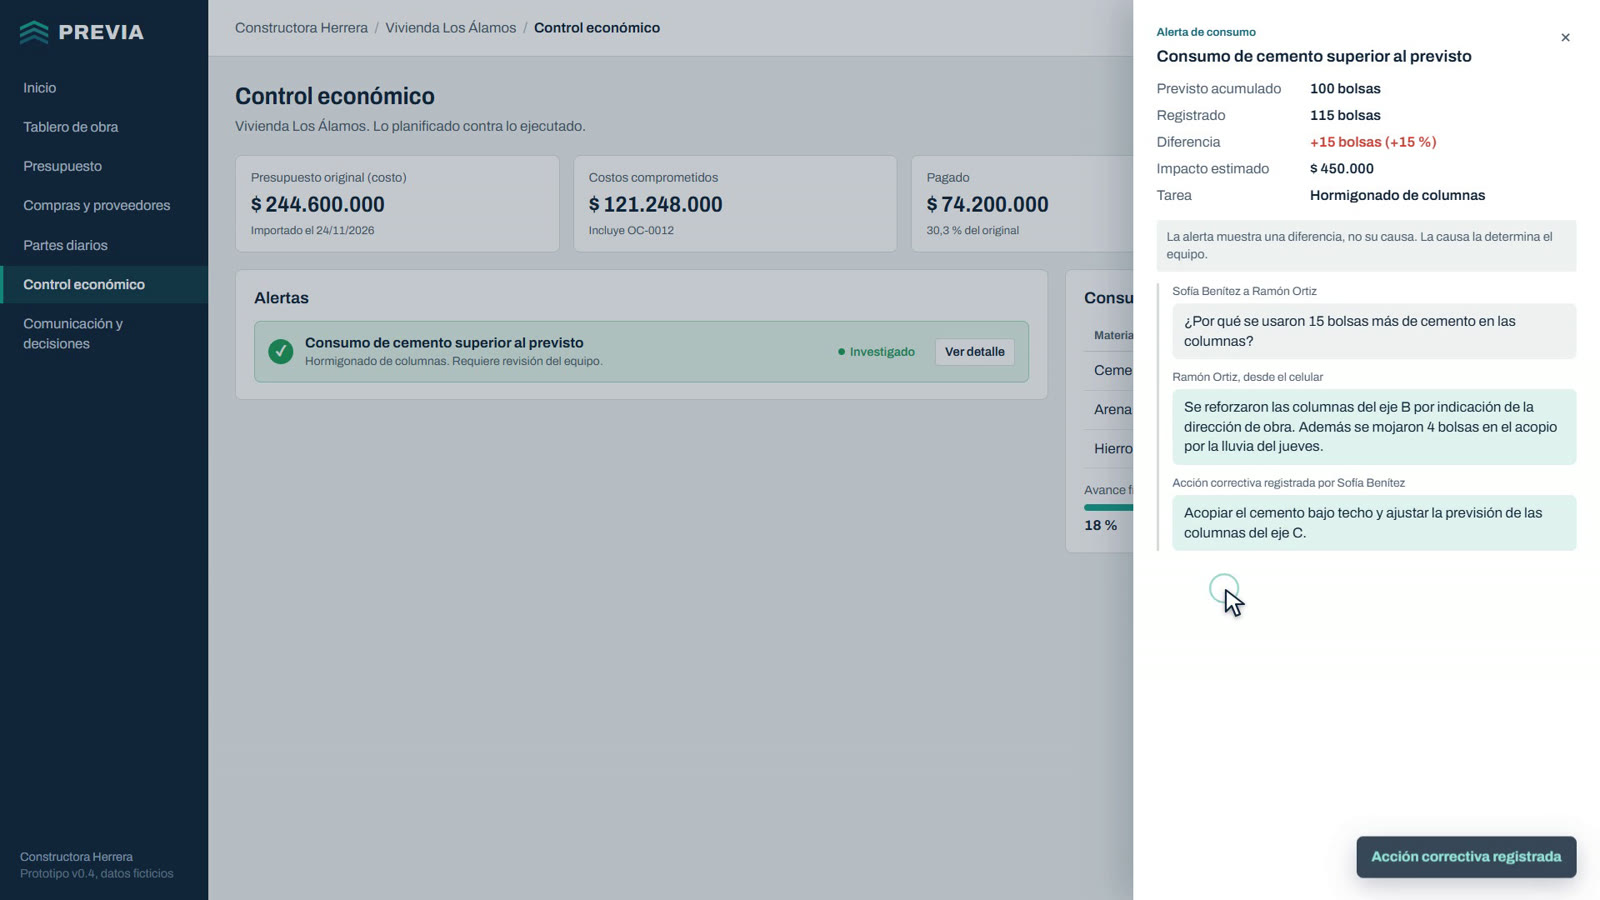 PREVIA
Inicio
Tablero de obra
Presupuesto
Compras y proveedores
Partes diarios
Control económico
Comunicación y
decisiones
Constructora Herrera
Prototipo v0.4, datos ficticios
Constructora Herrera / Vivienda Los Álamos / Control económico
Control económico
Vivienda Los Álamos. Lo planificado contra lo ejecutado.
Presupuesto original (costo)
$ 244.600.000
Importado el 24/11/2026
Costos comprometidos
$ 121.248.000
Incluye OC-0012
Pagado
$ 74.200.000
30,3 % del original
Alertas
Consumo de cemento superior al previsto
Hormigonado de columnas. Requiere revisión del equipo.
Investigado
Ver detalle
Consu
Materia
Ceme
Arena
Hierro
Avance f
18 %
Alerta de consumo
Consumo de cemento superior al previsto
Previsto acumulado 100 bolsas
Registrado 115 bolsas
Diferencia +15 bolsas (+15 %)
Impacto estimado $ 450.000
Tarea Hormigonado de columnas
La alerta muestra una diferencia, no su causa. La causa la determina el
equipo.
Sofía Benítez a Ramón Ortiz
¿Por qué se usaron 15 bolsas más de cemento en las
columnas?
Ramón Ortiz, desde el celular
Se reforzaron las columnas del eje B por indicación de la
dirección de obra. Además se mojaron 4 bolsas en el acopio
por la lluvia del jueves.
Acción correctiva registrada por Sofía Benítez
Acopiar el cemento bajo techo y ajustar la previsión de las
columnas del eje C.
Acción correctiva registrada